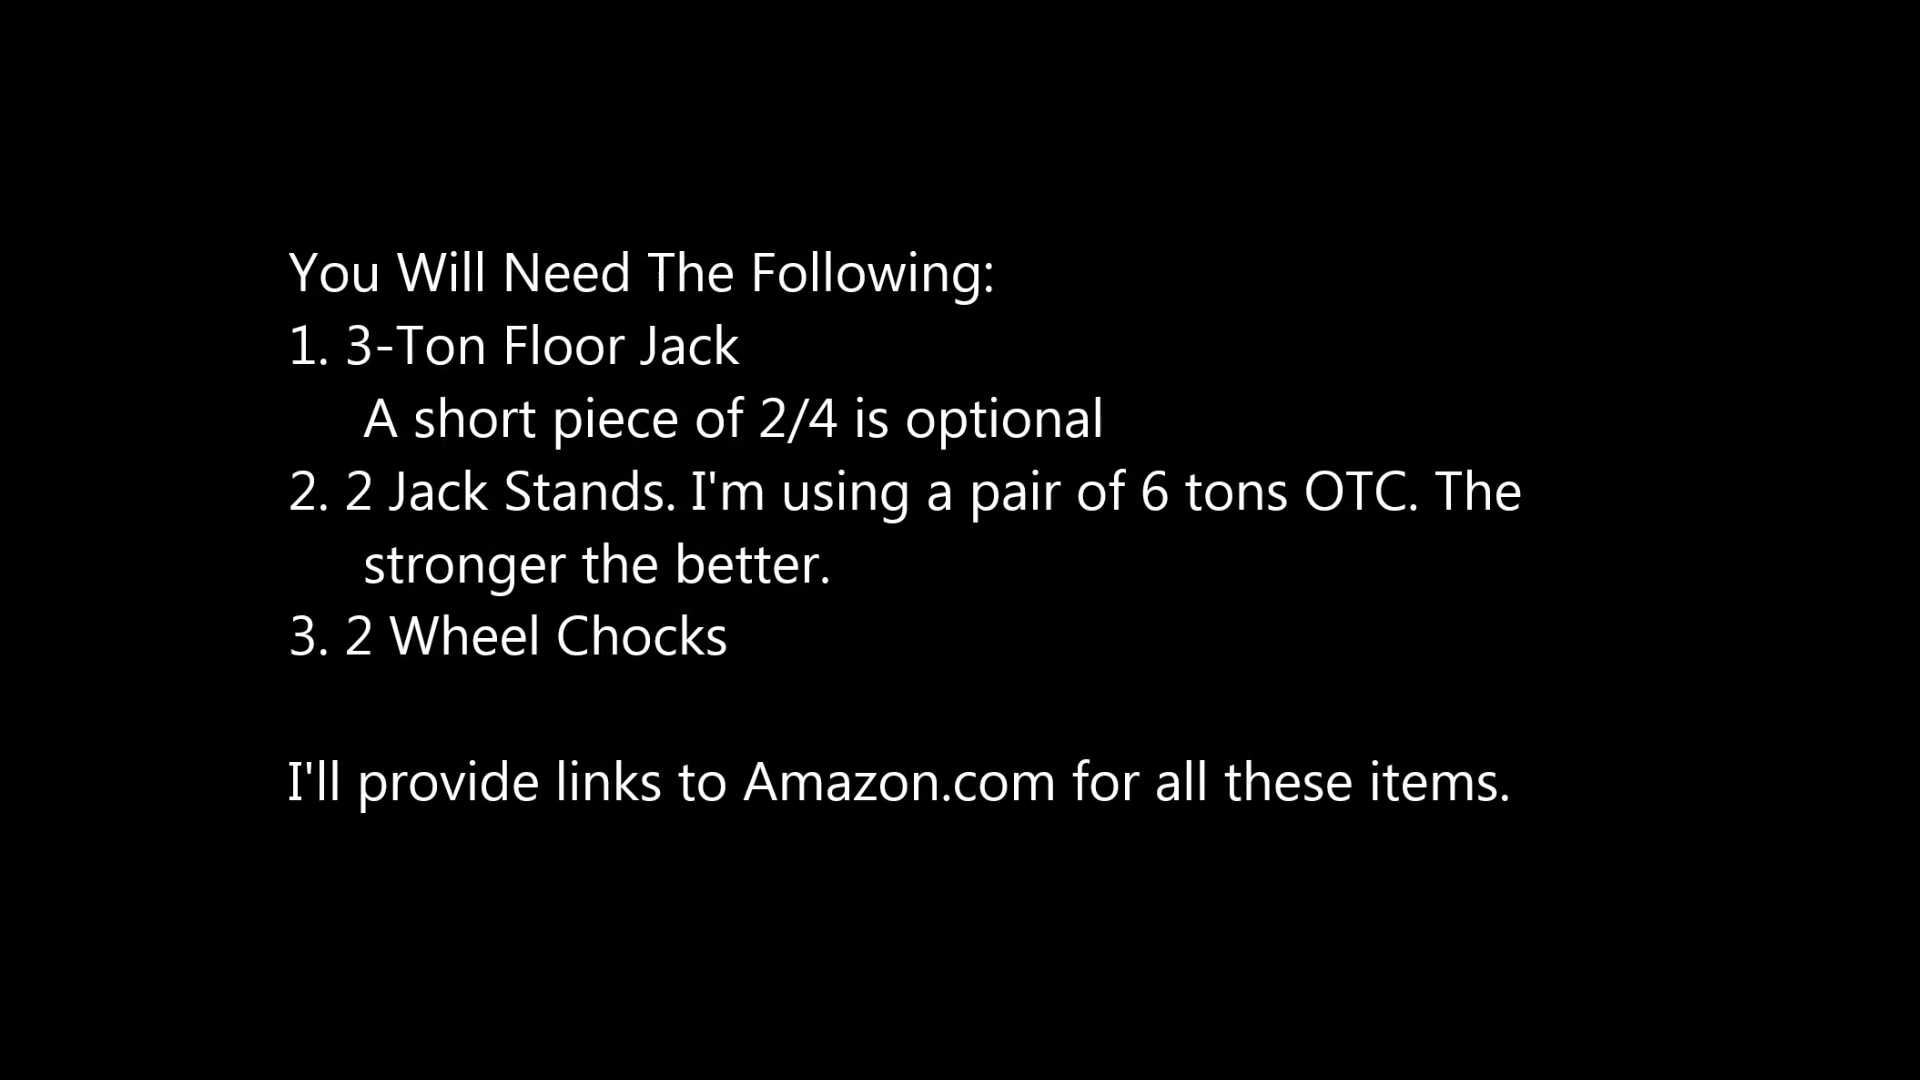 You Will Need The Following:
1. 3-Ton Floor Jack
A short piece of 2/4 is optional
2. 2 Jack Stands. I'm using a pair of 6 tons OTC. The
stronger the better.
3. 2 Wheel Chocks
I'll provide links to Amazon.com for all these items.